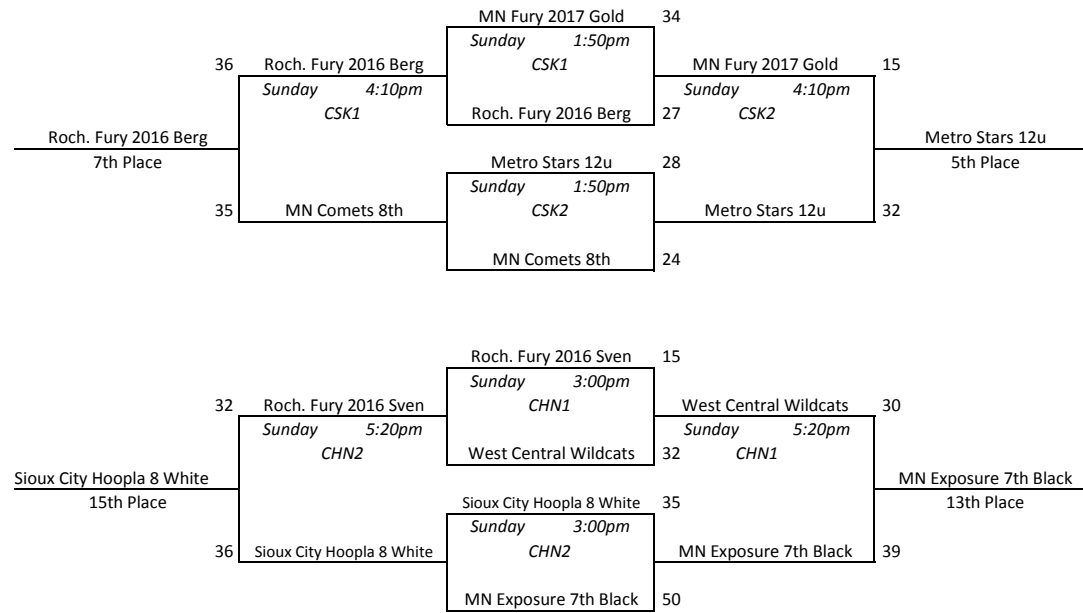 MN Fury 2017 Gold 34
Sunday 1:50pm
36 Roch. Fury 2016 Berg CSK1 MN Fury 2017 Gold 15
Sunday 4:10pm Sunday 4:10pm
CSK1 Roch. Fury 2016 Berg 27 CSK2
Roch. Fury 2016 Berg Metro Stars 12u
7th Place Metro Stars 12u 28 5th Place
Sunday 1:50pm
35 MN Comets 8th CSK2 Metro Stars 12u 32
MN Comets 8th 24
Roch. Fury 2016 Sven 15
Sunday 3:00pm
32 Roch. Fury 2016 Sven CHN1 West Central Wildcats 30
Sunday 5:20pm Sunday 5:20pm
CHN2 West Central Wildcats 32 CHN1
Sioux City Hoopla 8 White MN Exposure 7th Black
15th Place Sioux City Hoopla 8 White 35 13th Place
Sunday 3:00pm
36 Sioux City Hoopla 8 White CHN2 MN Exposure 7th Black 39
MN Exposure 7th Black 50